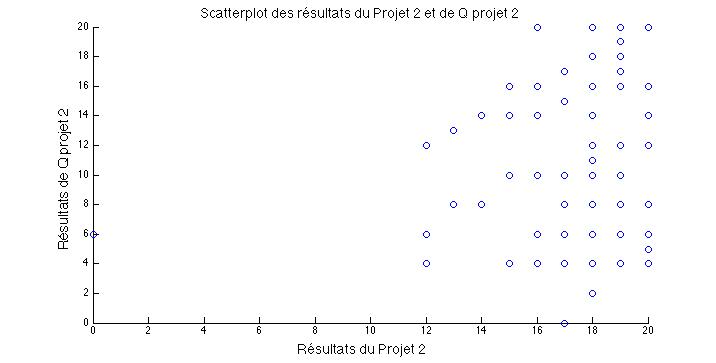 Scatterplot des résultats du Projet 2 et de Q projet 2
20
18
16
14
12
10
8
6
4
2
0
Résultats de Q projet 2
0 2 4 6 8 10 12 14 16 18 20
Résultats du Projet 2